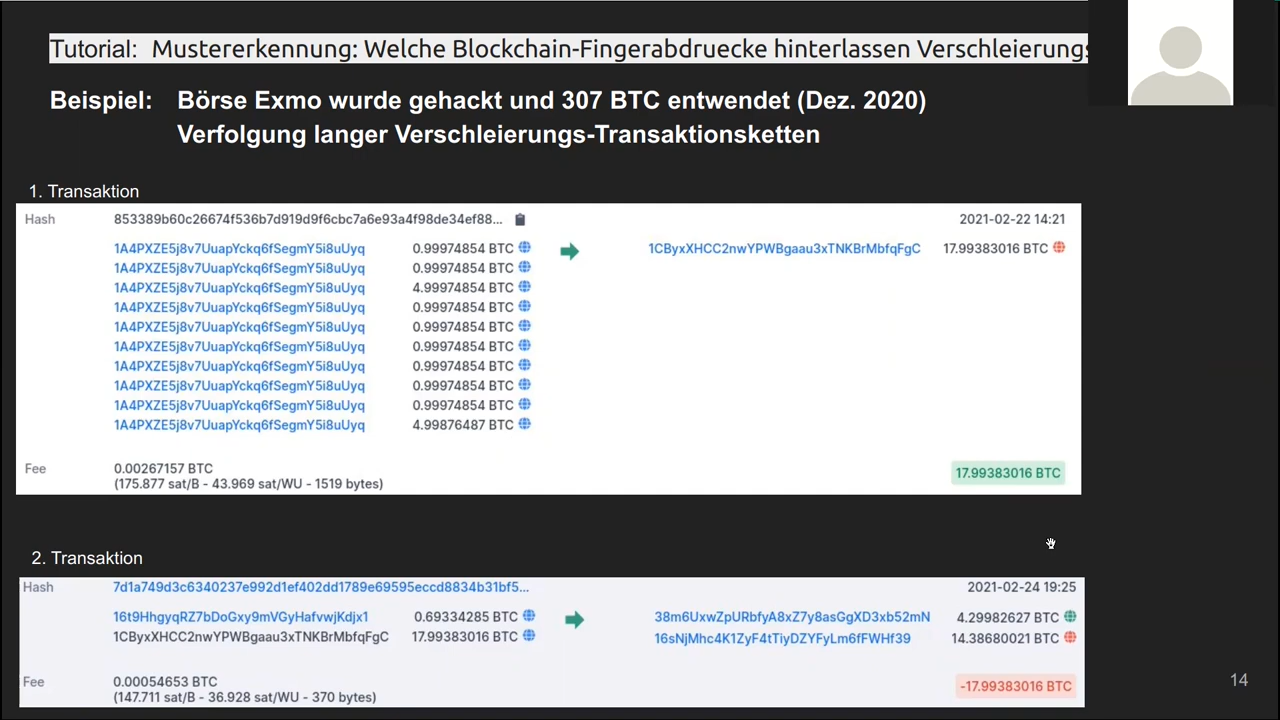 Tutorial: Mustererkennung: Welche Blockchain-Fingerabdruecke hinterlassen Verschleierungs
Beispiel: Börse Exmo wurde gehackt und 307 BTC entwendet (Dez. 2020)
Verfolgung langer Verschleierungs-Transaktionsketten
1. Transaktion
Hash 853389b60c26674f536b7d919d9f6cbc7a6e93a4f98de34ef88... 2021-02-22 14:21
1A4PXZE5j8v7UuapYckq6fSegmY5i8uUyq 0.99974854 BTC 1CByxXHCC2nwYPWBgaau3xTNKBrMbfqFgC 17.99383016 BTC
1A4PXZE5j8v7UuapYckq6fSegmY5i8uUyq 0.99974854 BTC
1A4PXZE5j8v7UuapYckq6fSegmY5i8uUyq 4.99974854 BTC
1A4PXZE5j8v7UuapYckq6fSegmY5i8uUyq 0.99974854 BTC
1A4PXZE5j8v7UuapYckq6fSegmY5i8uUyq 0.99974854 BTC
1A4PXZE5j8v7UuapYckq6fSegmY5i8uUyq 0.99974854 BTC
1A4PXZE5j8v7UuapYckq6fSegmY5i8uUyq 0.99974854 BTC
1A4PXZE5j8v7UuapYckq6fSegmY5i8uUyq 0.99974854 BTC
1A4PXZE5j8v7UuapYckq6fSegmY5i8uUyq 0.99974854 BTC
1A4PXZE5j8v7UuapYckq6fSegmY5i8uUyq 4.99876487 BTC
Fee 0.00267157 BTC 17.99383016 BTC
(175.877 sat/B - 43.969 sat/WU - 1519 bytes)
2. Transaktion
Hash 7d1a749d3c6340237e992d1ef402dd1789e69595eccd8834b31bf5... 2021-02-24 19:25
16t9HhgyqRZ7bDoGxy9mVGyHafvwjKdjx1 0.69334285 BTC 38m6UxwZpURbfyA8xZ7y8asGgXD3xb52mN 4.29982627 BTC
1CByxXHCC2nwYPWBgaau3xTNKBrMbfqFgC 17.99383016 BTC 16sNjMhc4K1ZyF4tTiyDZYFyLm6fFWHf39 14.38680021 BTC
Fee 0.00054653 BTC -17.99383016 BTC
(147.711 sat/B - 36.928 sat/WU - 370 bytes)
14